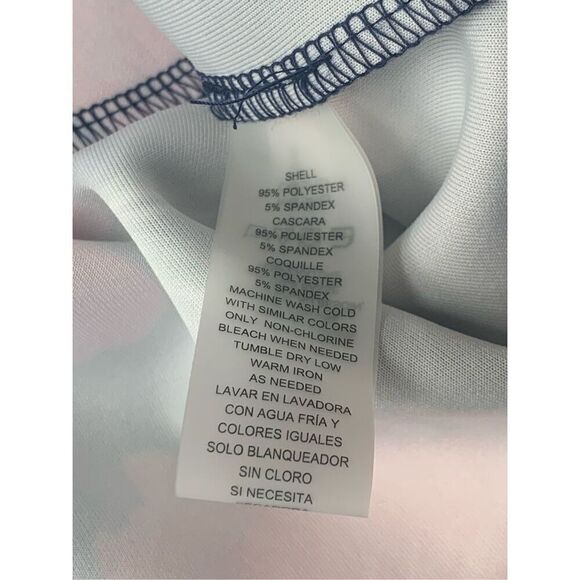 SHELL
95% POLYESTER
5% SPANDEX
CASCARA
95% POLIESTER
5% SPANDEX
COQUILLE
95% POLYESTER
5% SPANDEX
MACHINE WASH COLD
WITH SIMILAR COLORS
ONLY NON-CHLORINE
BLEACH WHEN NEEDED
TUMBLE DRY LOW
WARM IRON
AS NEEDED
LAVAR EN LAVADORA
CON AGUA FRÍA Y
COLORES IGUALES
SOLO BLANQUEADOR
SIN CLORO
SI NECESITA